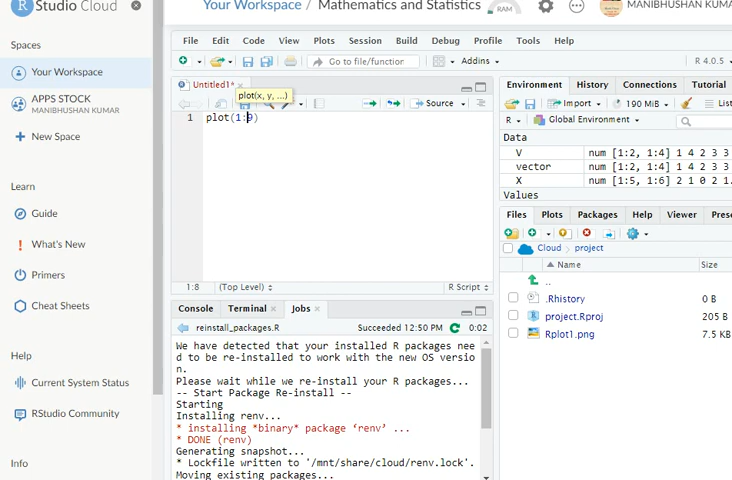 R Studio Cloud
Your Workspace / Mathematics and Statistics
RAM
MANIBHUSHAN KUMA
Spaces
Your Workspace
APPS STOCK
MANIBHUSHAN KUMAR
New Space
Learn
Guide
What's New
Primers
Cheat Sheets
Help
Current System Status
RStudio Community
Info
File Edit Code View Plots Session Build Debug Profile Tools Help
Go to file/function
Addins
R 4.0.5
Untitled1*
plot(x, y, ...)
Source
1 plot(1:9)
1:8 (Top Level) R Script
Console Terminal Jobs
reinstall_packages.R Succeeded 12:50 PM 0:02
We have detected that your installed R packages nee
d to be re-installed to work with the new OS versio
n.
Please wait while we re-install your R packages...
-- Start Package Re-install --
Starting
Installing renv...
* installing *binary* package ‘renv’ ...
* DONE (renv)
Generating snapshot...
* Lockfile written to '/mnt/share/cloud/renv.lock'.
Moving existing packages...
Environment History Connections Tutorial
Import 190 MiB List
R Global Environment
Data
V num [1:2, 1:4] 1 4 2 3 3
vector num [1:2, 1:4] 1 4 2 3 3
X num [1:5, 1:6] 2 1 0 2 1.
Values
Files Plots Packages Help Viewer Prese
Cloud project
Name Size
..
.Rhistory 0 B
project.Rproj 205 B
Rplot1.png 7.5 KB